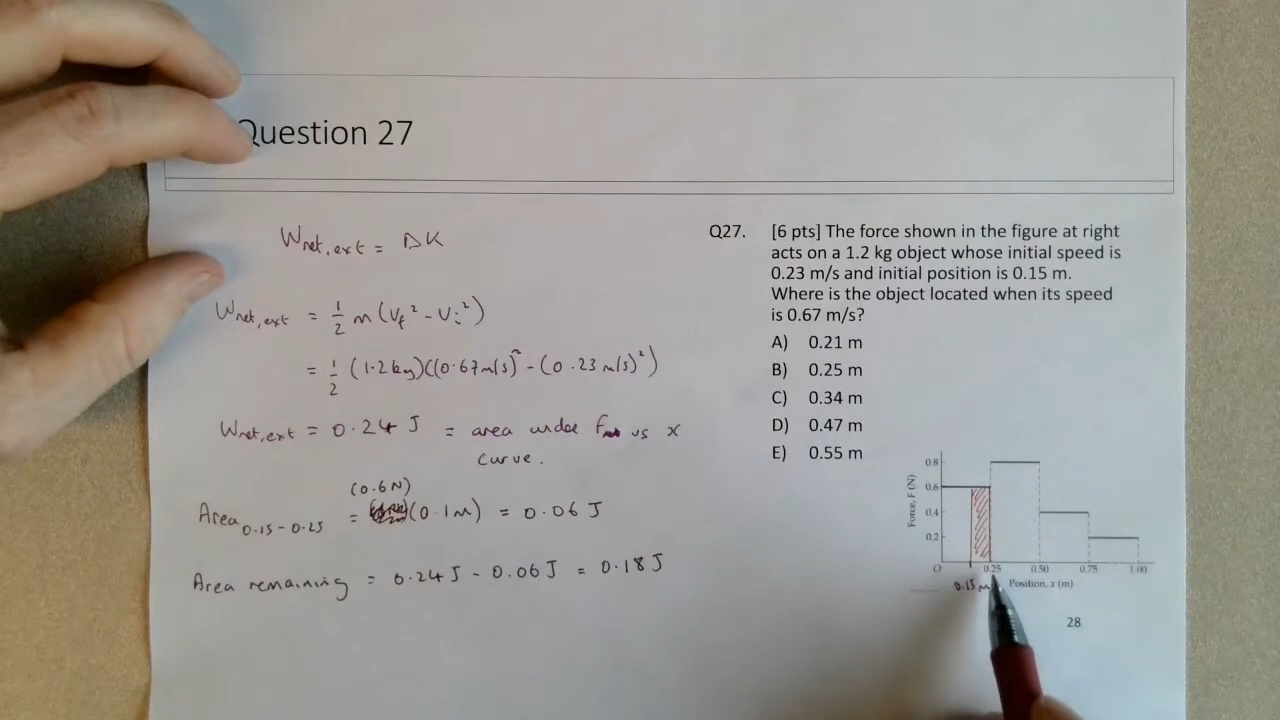 Question 27
W_net,ext = ΔK
W_net,ext = 1/2 m (V_f² - V_i²)
= 1/2 (1.2 kg)((0.67 m/s)² - (0.23 m/s)²)
W_net,ext = 0.24 J = area under F vs x
curve.
(0.6N)
Area 0.15-0.25 = (0.1m) = 0.06 J
Area remaining = 0.24 J - 0.06 J = 0.18 J
Q27. [6 pts] The force shown in the figure at right
acts on a 1.2 kg object whose initial speed is
0.23 m/s and initial position is 0.15 m.
Where is the object located when its speed
is 0.67 m/s?
A) 0.21 m
B) 0.25 m
C) 0.34 m
D) 0.47 m
E) 0.55 m
Force, F (N)
0.8
0.6
0.4
0.2
O 0.25 0.50 0.75 1.00
0.15 m Position, x (m)
28